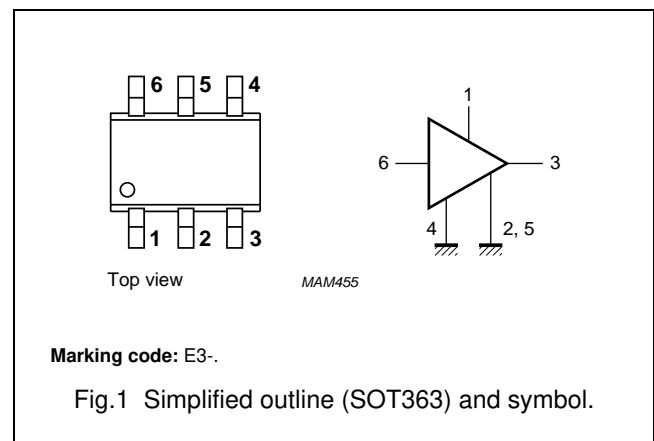 6 5 4
1
6 3
4 2, 5
1 2 3
Top view MAM455
Marking code: E3-.
Fig.1 Simplified outline (SOT363) and symbol.